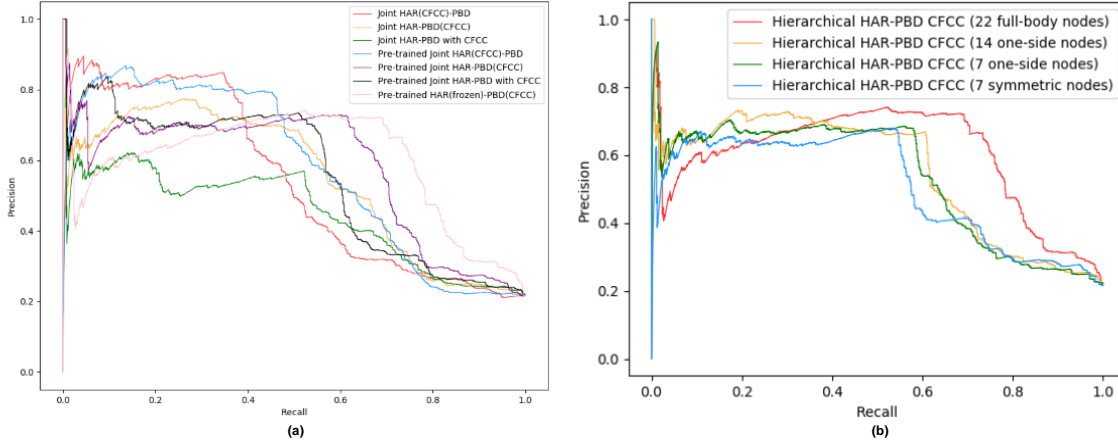 Joint HAR(CFCC)-PBD
Joint HAR-PBD(CFCC)
Joint HAR-PBD with CFCC
Pre-trained Joint HAR(CFCC)-PBD
Pre-trained Joint HAR-PBD(CFCC)
Pre-trained Joint HAR-PBD with CFCC
Pre-trained HAR(frozen)-PBD(CFCC)
1.0
0.8
0.6
0.4
0.2
0.0
Precision
0.0 0.2 0.4 0.6 0.8 1.0
Recall
(a)
Hierarchical HAR-PBD CFCC (22 full-body nodes)
Hierarchical HAR-PBD CFCC (14 one-side nodes)
Hierarchical HAR-PBD CFCC (7 one-side nodes)
Hierarchical HAR-PBD CFCC (7 symmetric nodes)
1.0
0.8
0.6
0.4
0.2
0.0
Precision
0.0 0.2 0.4 0.6 0.8 1.0
Recall
(b)